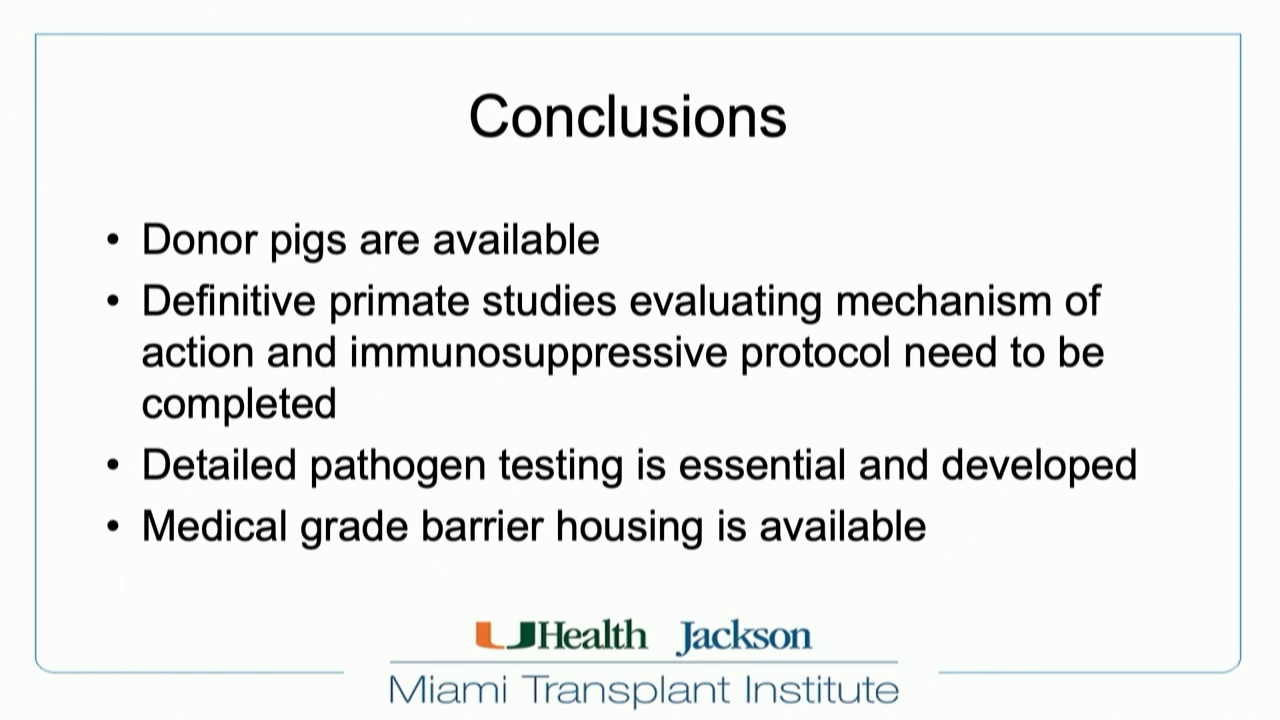 Conclusions
• Donor pigs are available
• Definitive primate studies evaluating mechanism of
action and immunosuppressive protocol need to be
completed
• Detailed pathogen testing is essential and developed
• Medical grade barrier housing is available
UHealth Jackson
Miami Transplant Institute